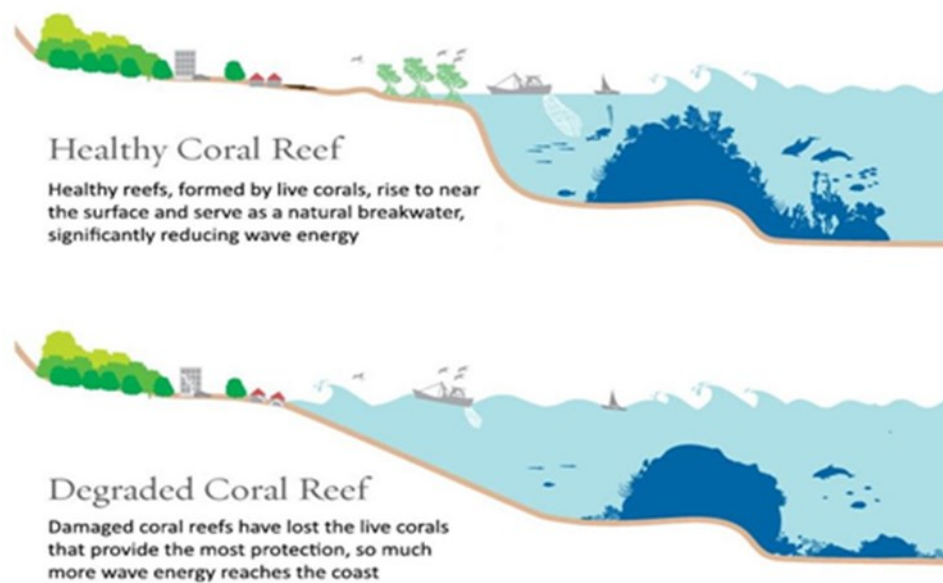 Healthy Coral Reef
Healthy reefs, formed by live corals, rise to near
the surface and serve as a natural breakwater,
significantly reducing wave energy
Degraded Coral Reef
Damaged coral reefs have lost the live corals
that provide the most protection, so much
more wave energy reaches the coast